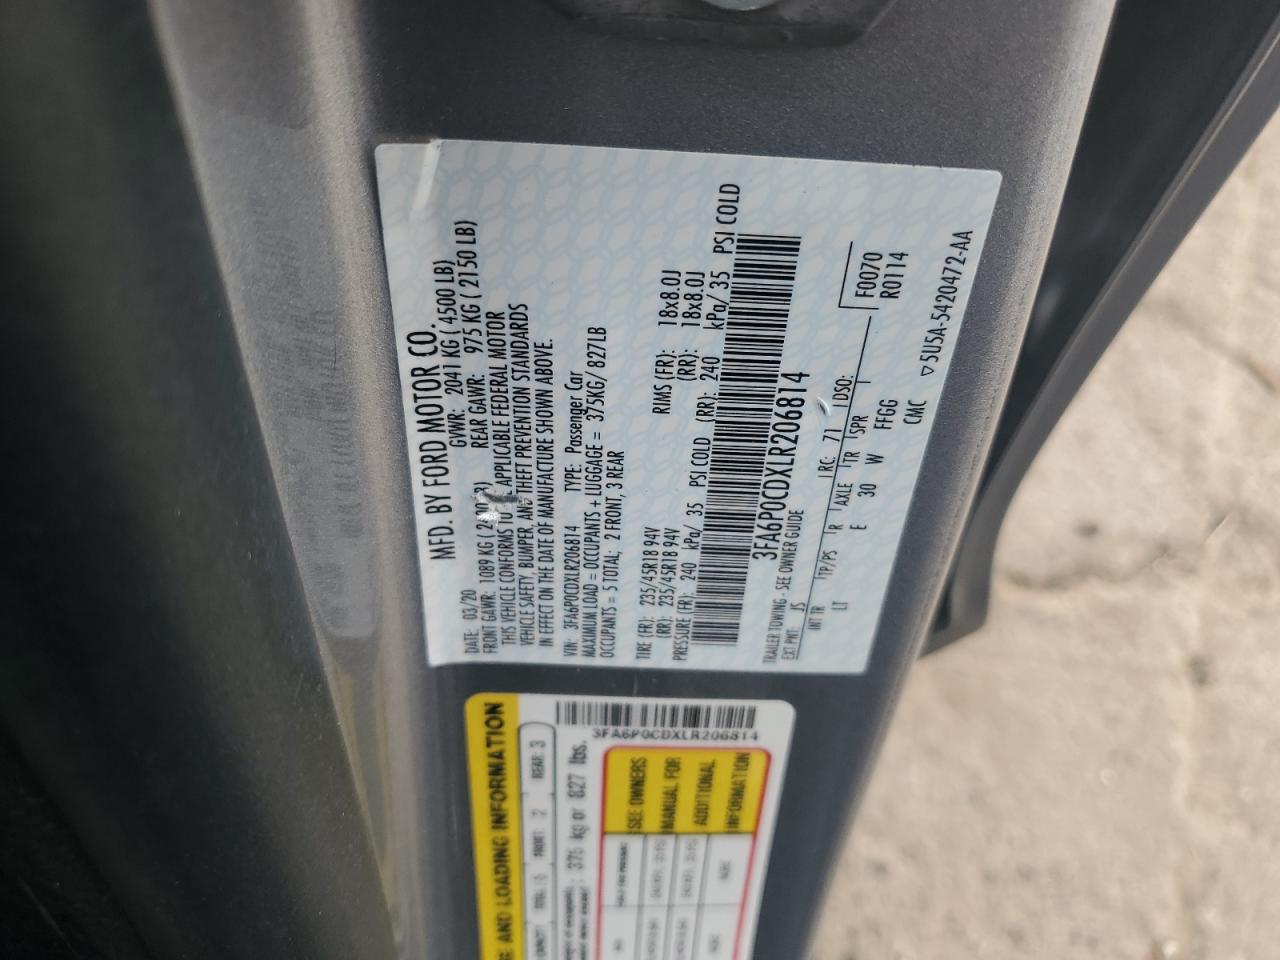 MFD. BY FORD MOTOR CO.
DATE: 03/20 GVWR: 2041 KG ( 4500 LB)
FRONT GAWR: 1089 KG ( REAR GAWR: 975 KG ( 2150 LB)
THIS VEHICLE CONFORMS TO APPLICABLE FEDERAL MOTOR
VEHICLE SAFETY, BUMPER, AND THEFT PREVENTION STANDARDS
IN EFFECT ON THE DATE OF MANUFACTURE SHOWN ABOVE.
VIN: 3FA6P0CDXLR206814 TYPE: Passenger Car
MAXIMUM LOAD = OCCUPANTS + LUGGAGE = 375KG/ 827LB
OCCUPANTS = 5 TOTAL; 2 FRONT, 3 REAR
TIRE (FR): 235/45R18 94V RIMS (FR): 18x8.0J
(RR): 235/45R18 94V (RR): 18x8.0J
PRESSURE (FR): 240 kPa/ 35 PSI COLD (RR): 240 kPa/ 35 PSI COLD
3FA6P0CDXLR206814
TRAILER TOWING - SEE OWNER GUIDE
EXT PNT: JS RC: 71 DSO: F0070
R0114
INT TR TP/PS R AXLE TR SPR
LT E 30 W FFGG
CMC
▽5U5A-5420472-AA
AND LOADING INFORMATION
TOTAL: 5 FRONT: 2 REAR: 3
375 kg or 827 lbs.
3FA6P0CDXLR206814
SEE OWNERS
MANUAL FOR
ADDITIONAL
INFORMATION